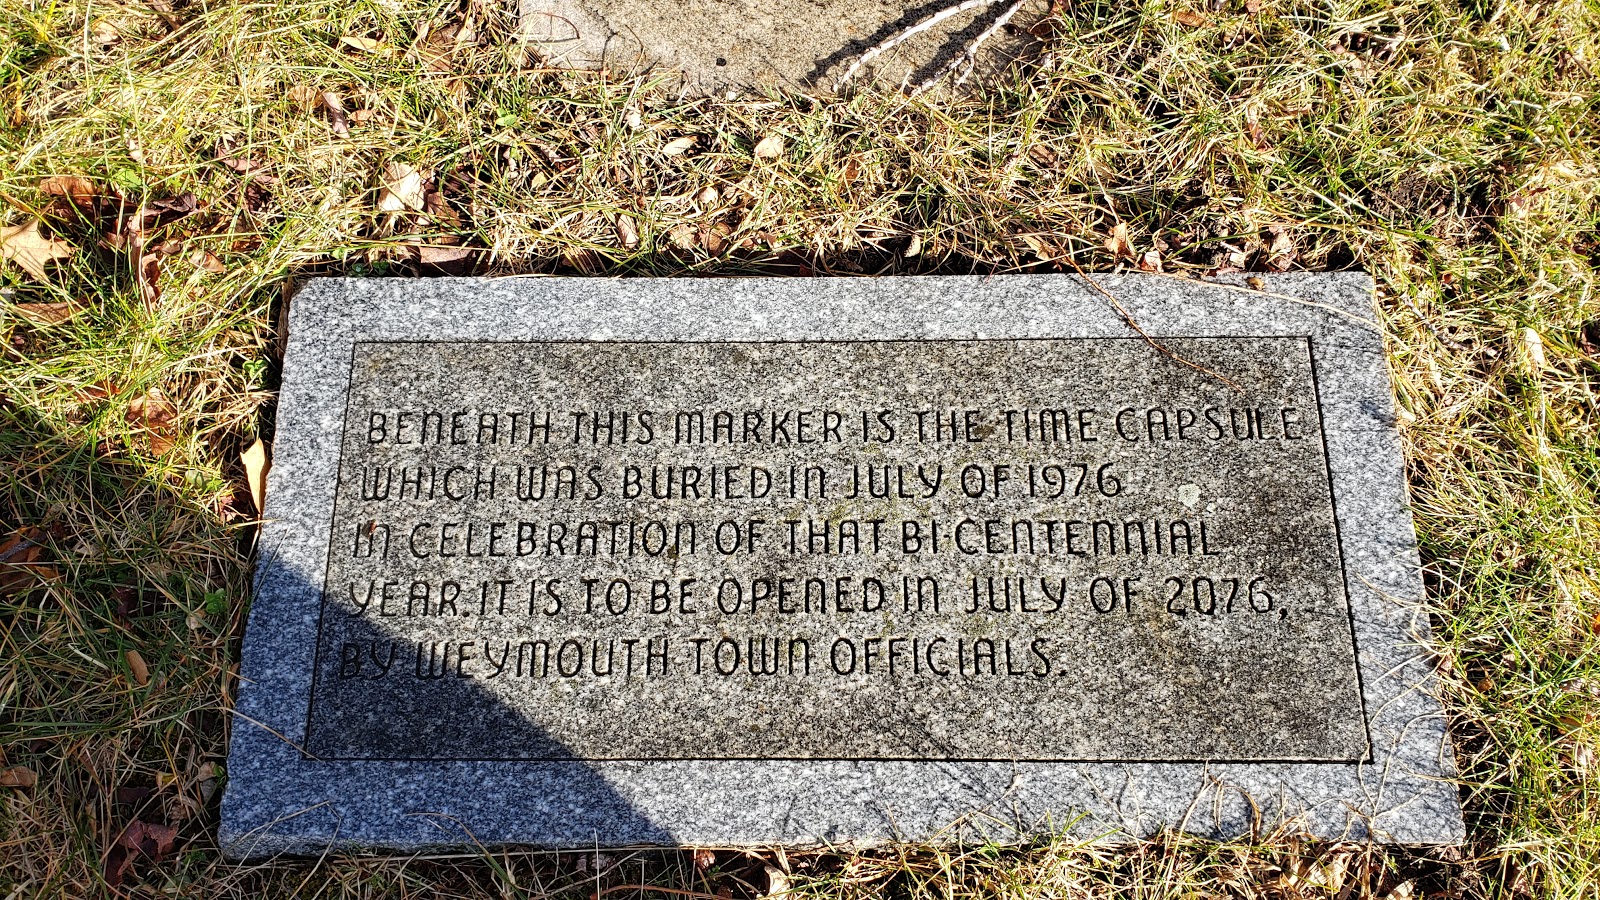 BENEATH THIS MARKER IS THE TIME CAPSULE
WHICH WAS BURIED IN JULY OF 1976
IN CELEBRATION OF THAT BI-CENTENNIAL
YEAR. IT IS TO BE OPENED IN JULY OF 2076,
BY WEYMOUTH TOWN OFFICIALS.